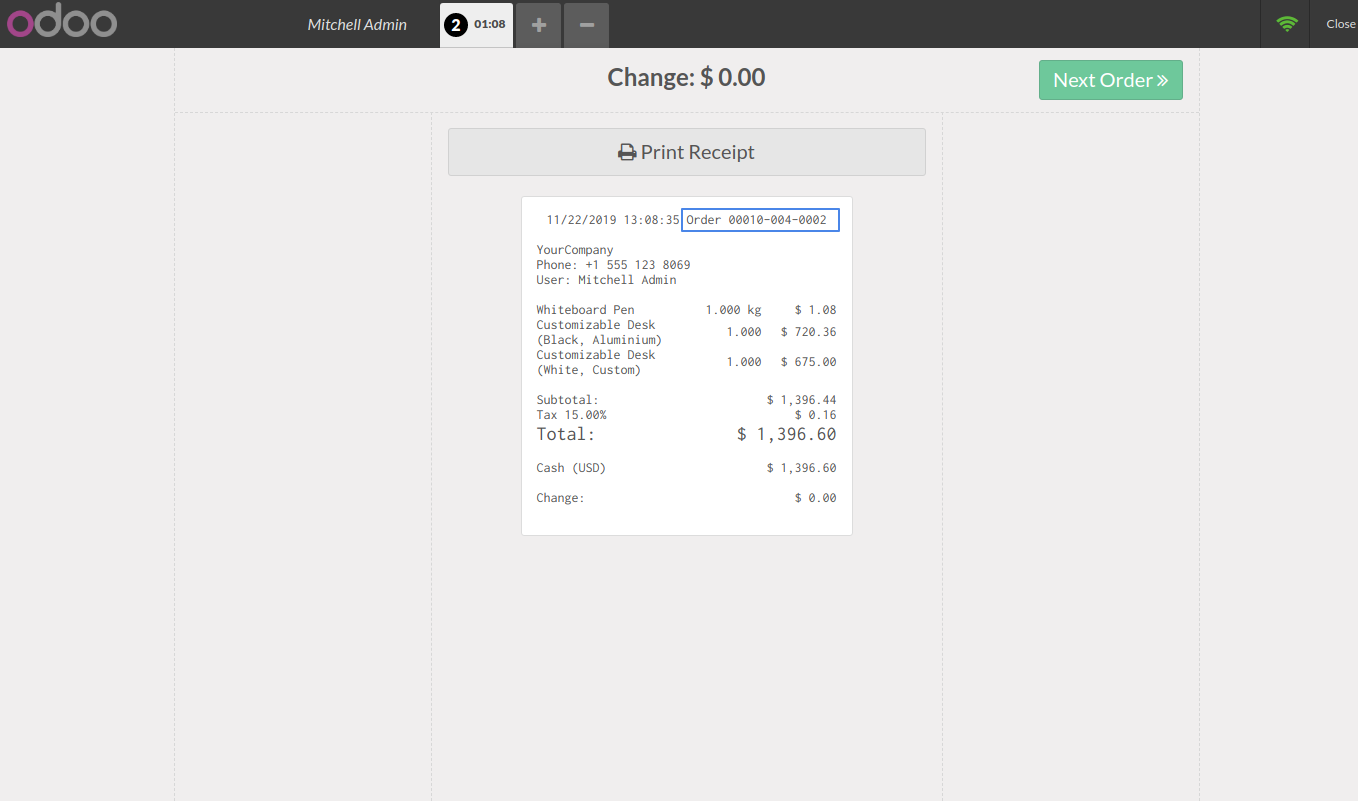 odoo Mitchell Admin 2 01:08 + − Close
Change: $ 0.00 Next Order »
Print Receipt
11/22/2019 13:08:35 Order 00010-004-0002
YourCompany
Phone: +1 555 123 8069
User: Mitchell Admin
Whiteboard Pen 1.000 kg $ 1.08
Customizable Desk
(Black, Aluminium) 1.000 $ 720.36
Customizable Desk
(White, Custom) 1.000 $ 675.00
Subtotal: $ 1,396.44
Tax 15.00% $ 0.16
Total: $ 1,396.60
Cash (USD) $ 1,396.60
Change: $ 0.00